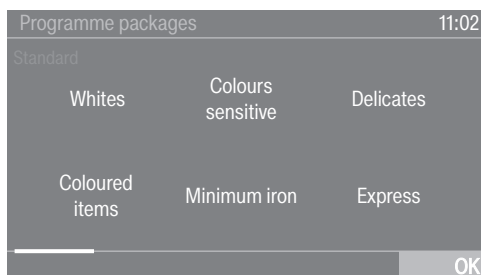 Programme packages 11:02
Standard
Whites
Colours
sensitive
Delicates
Coloured
items
Minimum iron
Express
OK